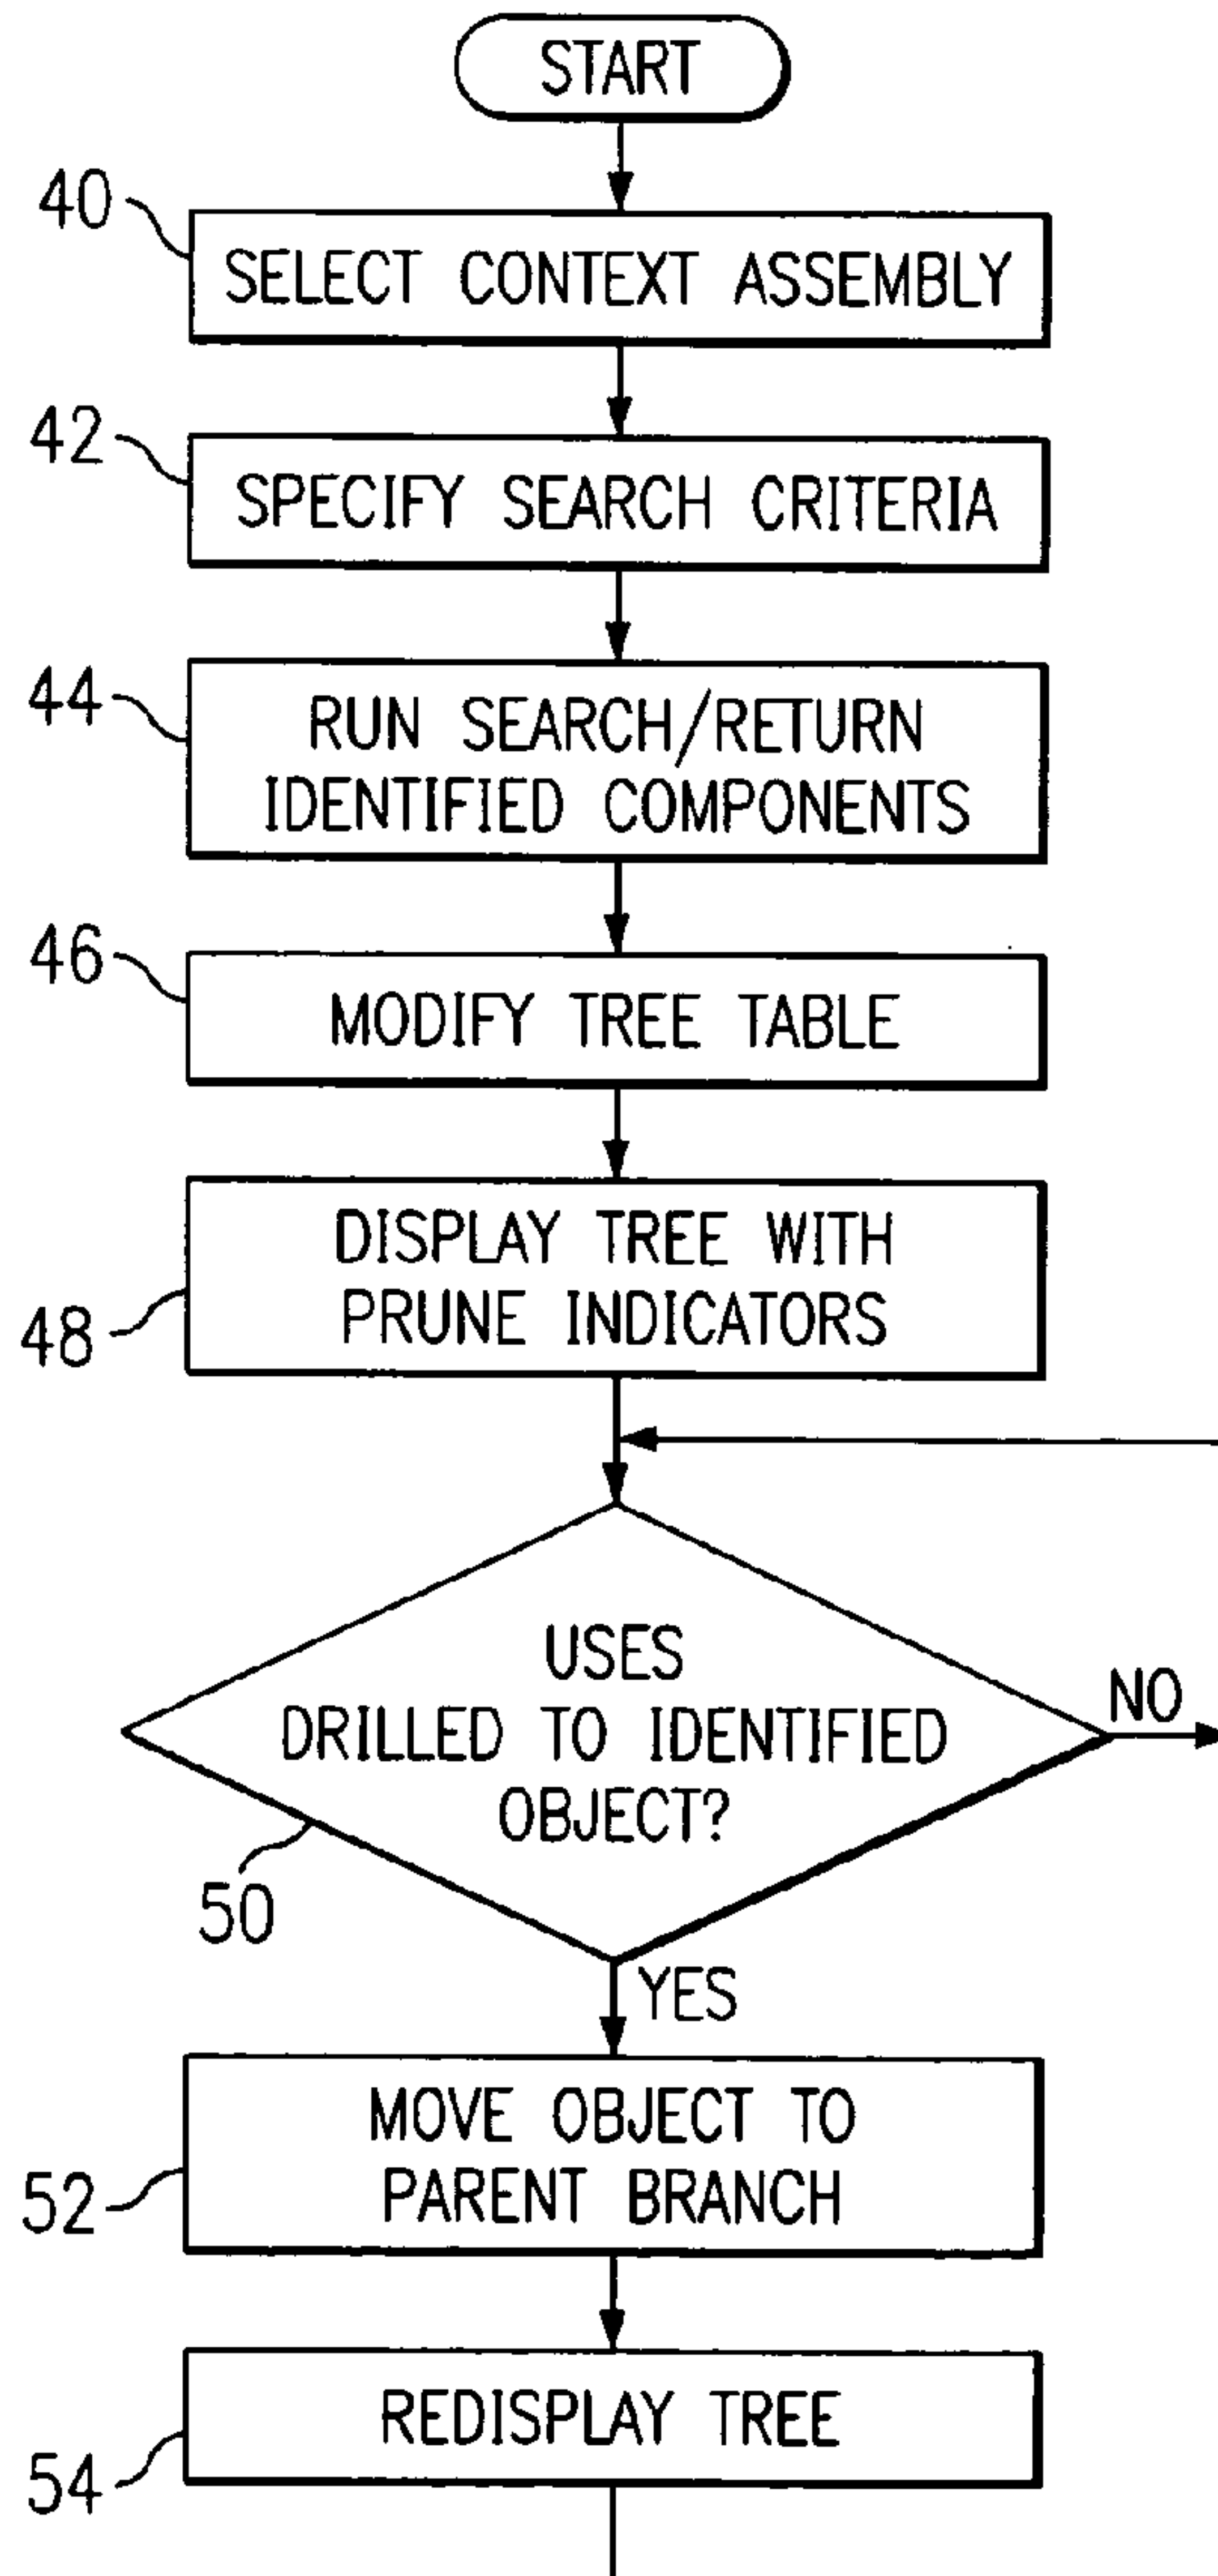 START
40
SELECT CONTEXT ASSEMBLY
42
SPECIFY SEARCH CRITERIA
44
RUN SEARCH/RETURN
IDENTIFIED COMPONENTS
46
MODIFY TREE TABLE
DISPLAY TREE WITH
PRUNE INDICATORS
48
USES
DRILLED TO IDENTIFIED
OBJECT?
NO
50
YES
MOVE OBJECT TO
PARENT BRANCH
52
REDISPLAY TREE
54